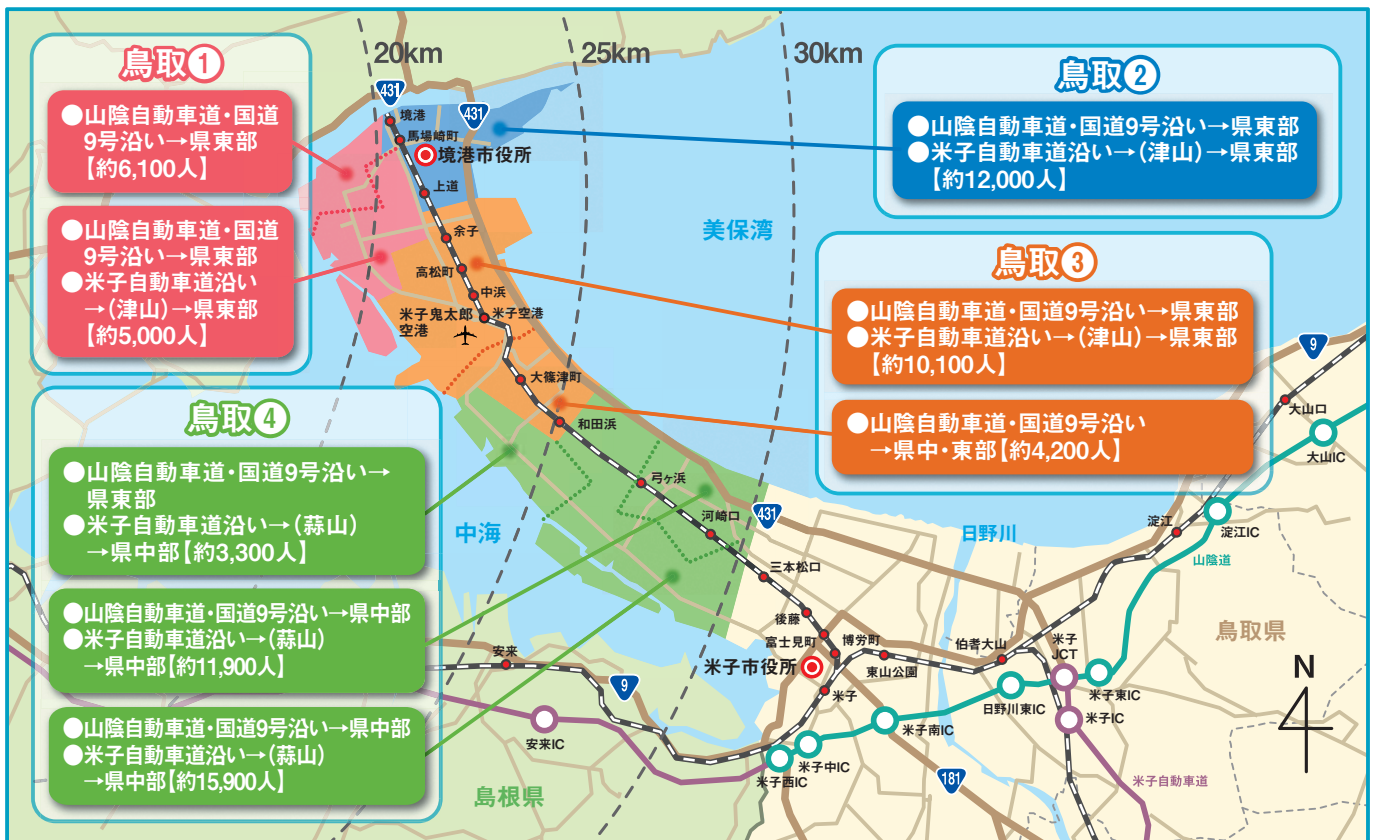 20km
25km
30km
鳥取①
●山陰自動車道・国道
9号沿い→県東部
【約6,100人】
●山陰自動車道・国道
9号沿い→県東部
●米子自動車道沿い
→(津山)→県東部
【約5,000人】
鳥取②
●山陰自動車道・国道9号沿い→県東部
●米子自動車道沿い→(津山)→県東部
【約12,000人】
鳥取③
●山陰自動車道・国道9号沿い→県東部
●米子自動車道沿い→(津山)→県東部
【約10,100人】
●山陰自動車道・国道9号沿い
→県中・東部【約4,200人】
鳥取④
●山陰自動車道・国道9号沿い→
県東部
●米子自動車道沿い→(蒜山)
→県中部【約3,300人】
●山陰自動車道・国道9号沿い→県中部
●米子自動車道沿い→(蒜山)
→県中部【約11,900人】
●山陰自動車道・国道9号沿い→県中部
●米子自動車道沿い→(蒜山)
→県中部【約15,900人】
431
431
境港
馬場崎町
境港市役所
上道
余子
高松町
中浜
米子鬼太郎
空港
米子空港
大篠津町
和田浜
弓ヶ浜
河崎口
431
三本松口
後藤
富士見町
博労町
米子市役所
東山公園
伯耆大山
米子
美保湾
中海
日野川
9
大山口
大山IC
淀江
淀江IC
山陰道
鳥取県
米子
JCT
米子東IC
日野川東IC
米子IC
米子南IC
米子中IC
米子西IC
181
米子自動車道
安来
9
安来IC
島根県
N